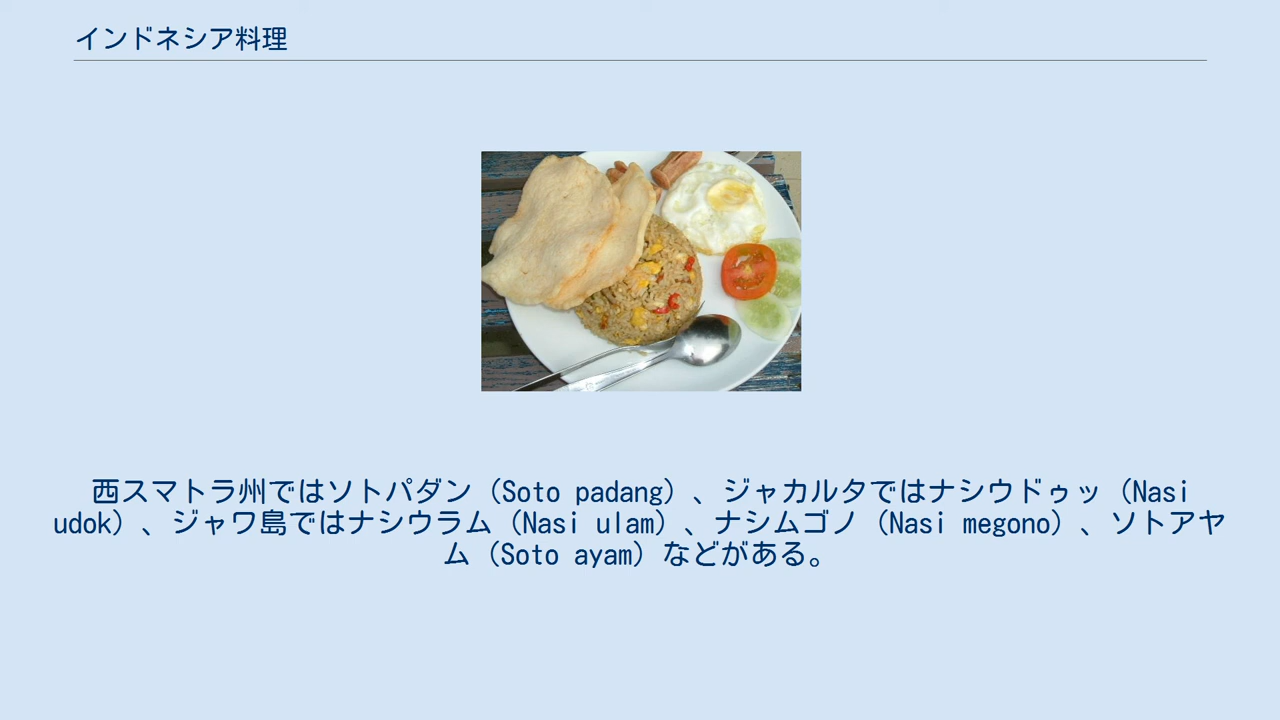 インドネシア料理
西スマトラ州ではソトパダン（Soto padang）、ジャカルタではナシウドゥッ（Nasi
udok）、ジャワ島ではナシウラム（Nasi ulam）、ナシムゴノ（Nasi megono）、ソトアヤ
ム（Soto ayam）などがある。